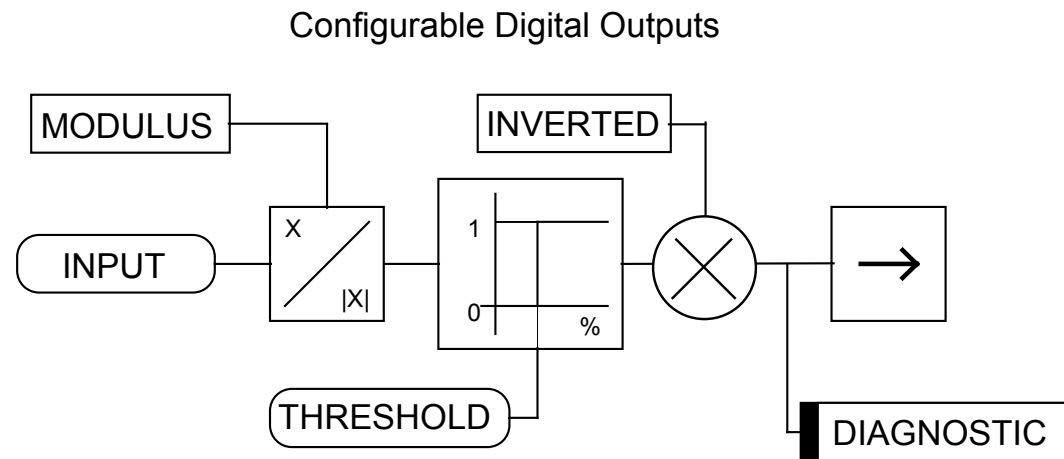 Configurable Digital Outputs
MODULUS
INVERTED
X
|X|
1
0
%
INPUT
THRESHOLD
DIAGNOSTIC